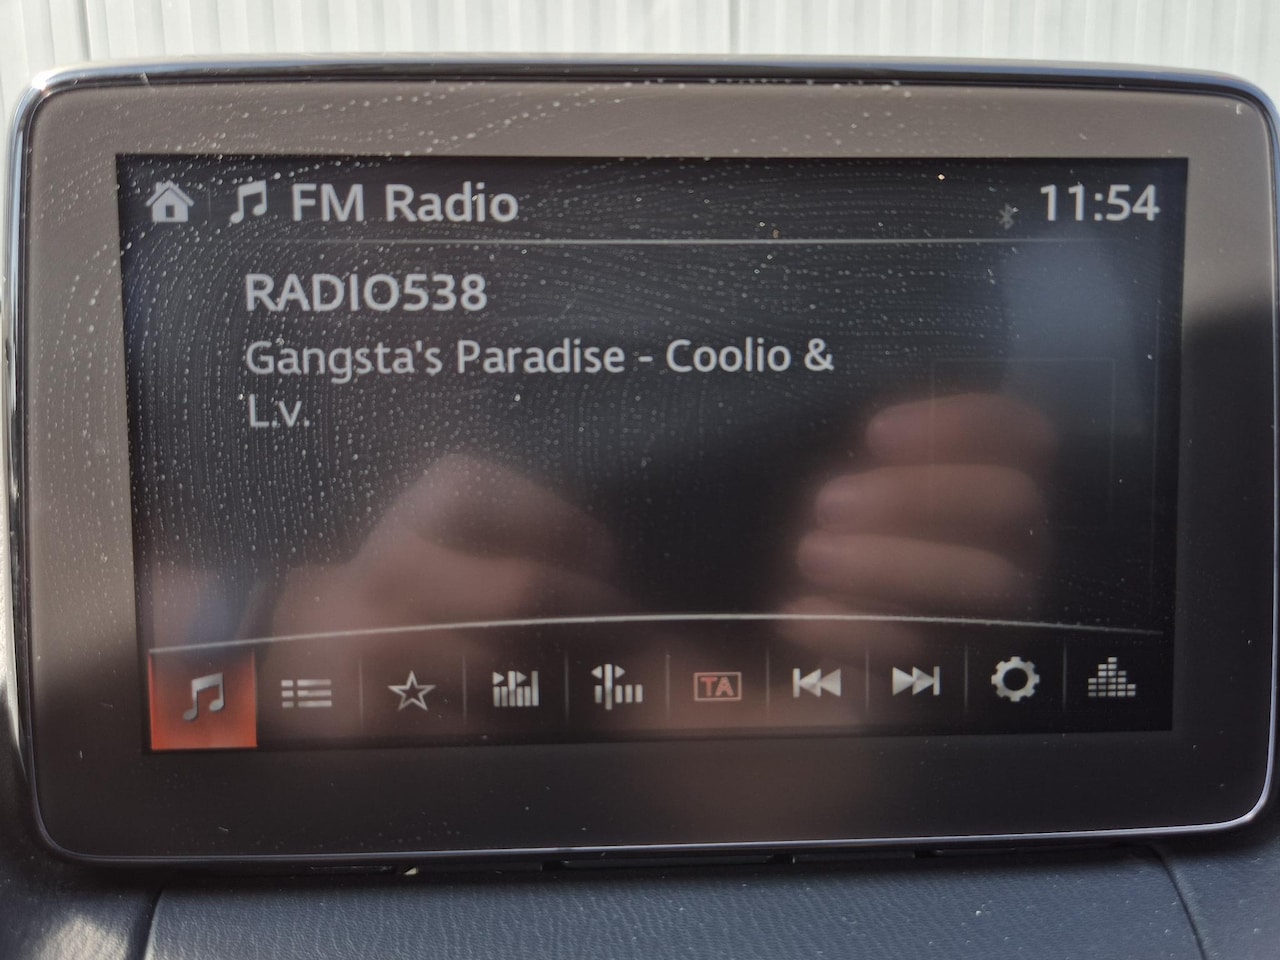 FM Radio
11:54
RADIO538
Gangsta's Paradise - Coolio &
L.v.
TA